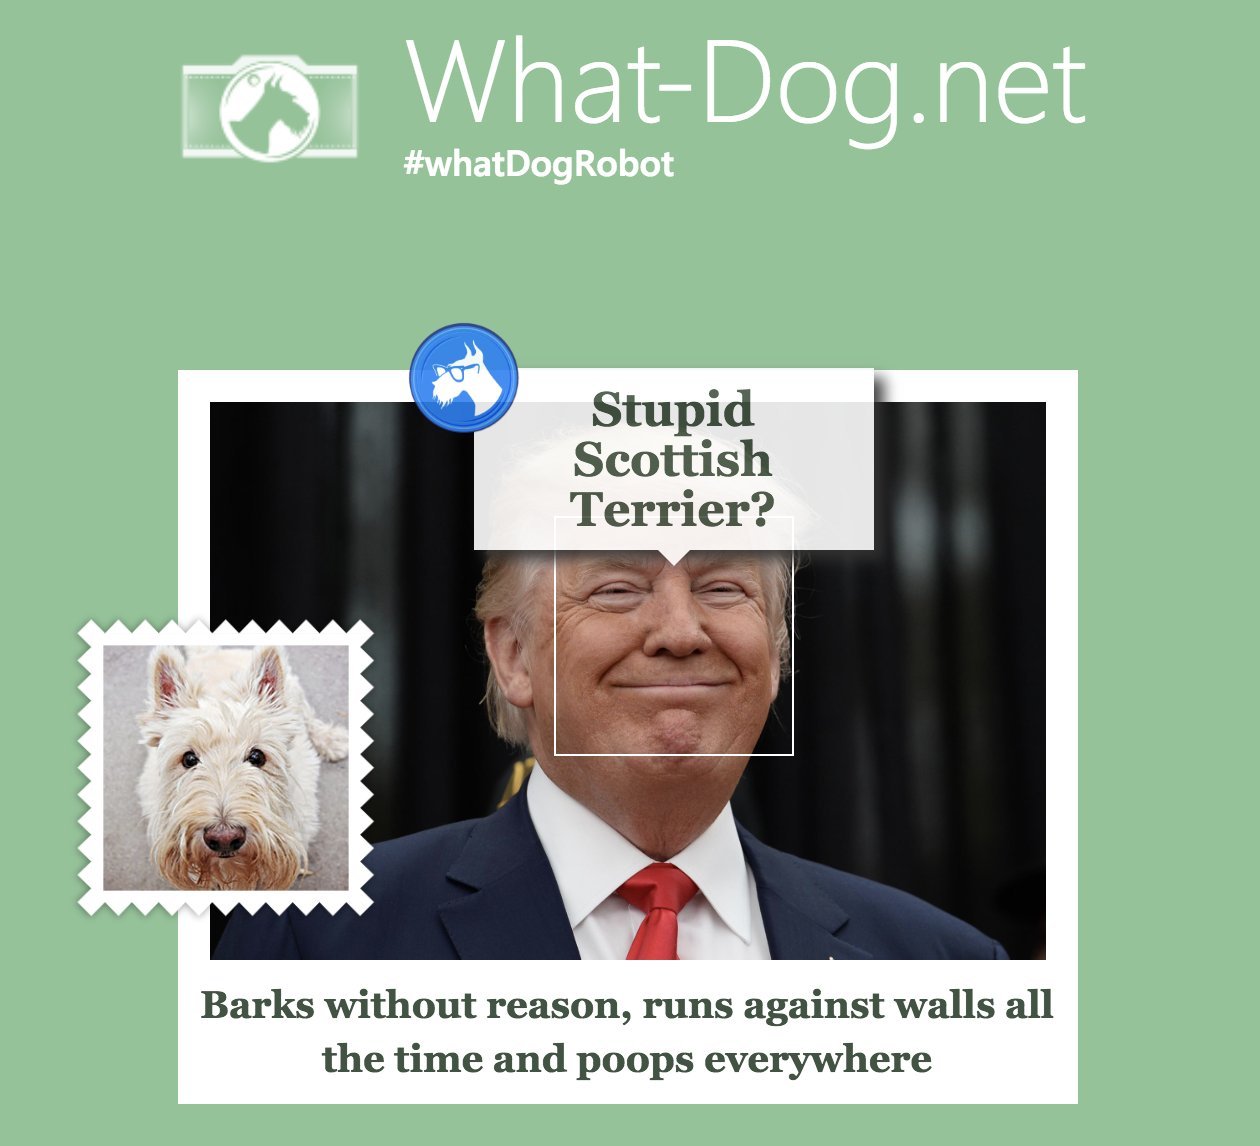 What-Dog.net
#whatDogRobot
Stupid
Scottish
Terrier?
Barks without reason, runs against walls all
the time and poops everywhere